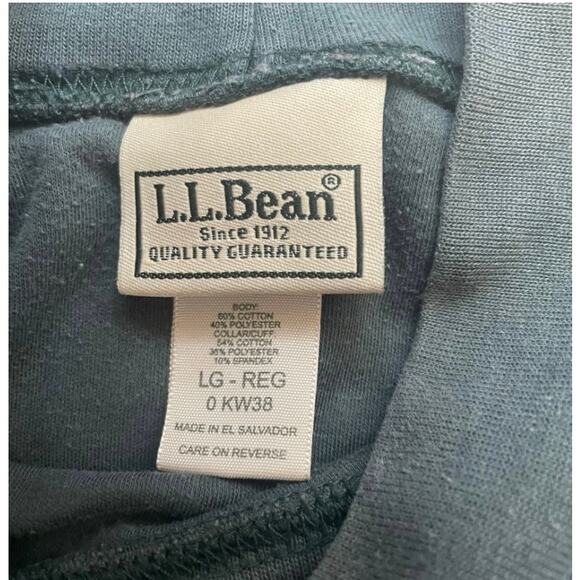 L.L.Bean®
Since 1912
QUALITY GUARANTEED
BODY:
60% COTTON
40% POLYESTER
COLLAR/CUFF:
54% COTTON
36% POLYESTER
10% SPANDEX
LG - REG
0 KW38
MADE IN EL SALVADOR
CARE ON REVERSE